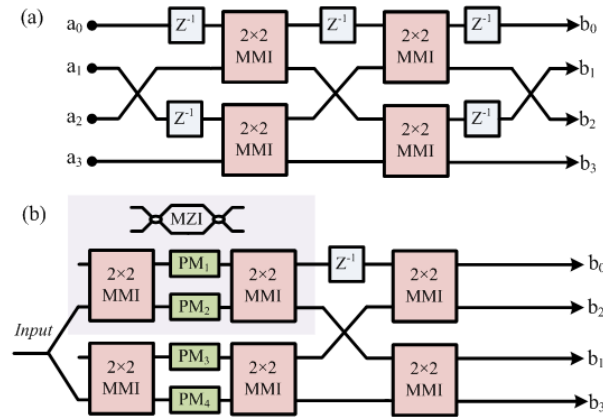 (a)
a₀ Z⁻¹ 2×2 MMI Z⁻¹ 2×2 MMI Z⁻¹ b₀
a₁ b₁
a₂ Z⁻¹ 2×2 MMI 2×2 MMI Z⁻¹ b₂
a₃ b₃
(b)
MZI
2×2 MMI PM₁ 2×2 MMI Z⁻¹ 2×2 MMI b₀
PM₂ b₂
Input
2×2 MMI PM₃ 2×2 MMI 2×2 MMI b₁
PM₄ b₃